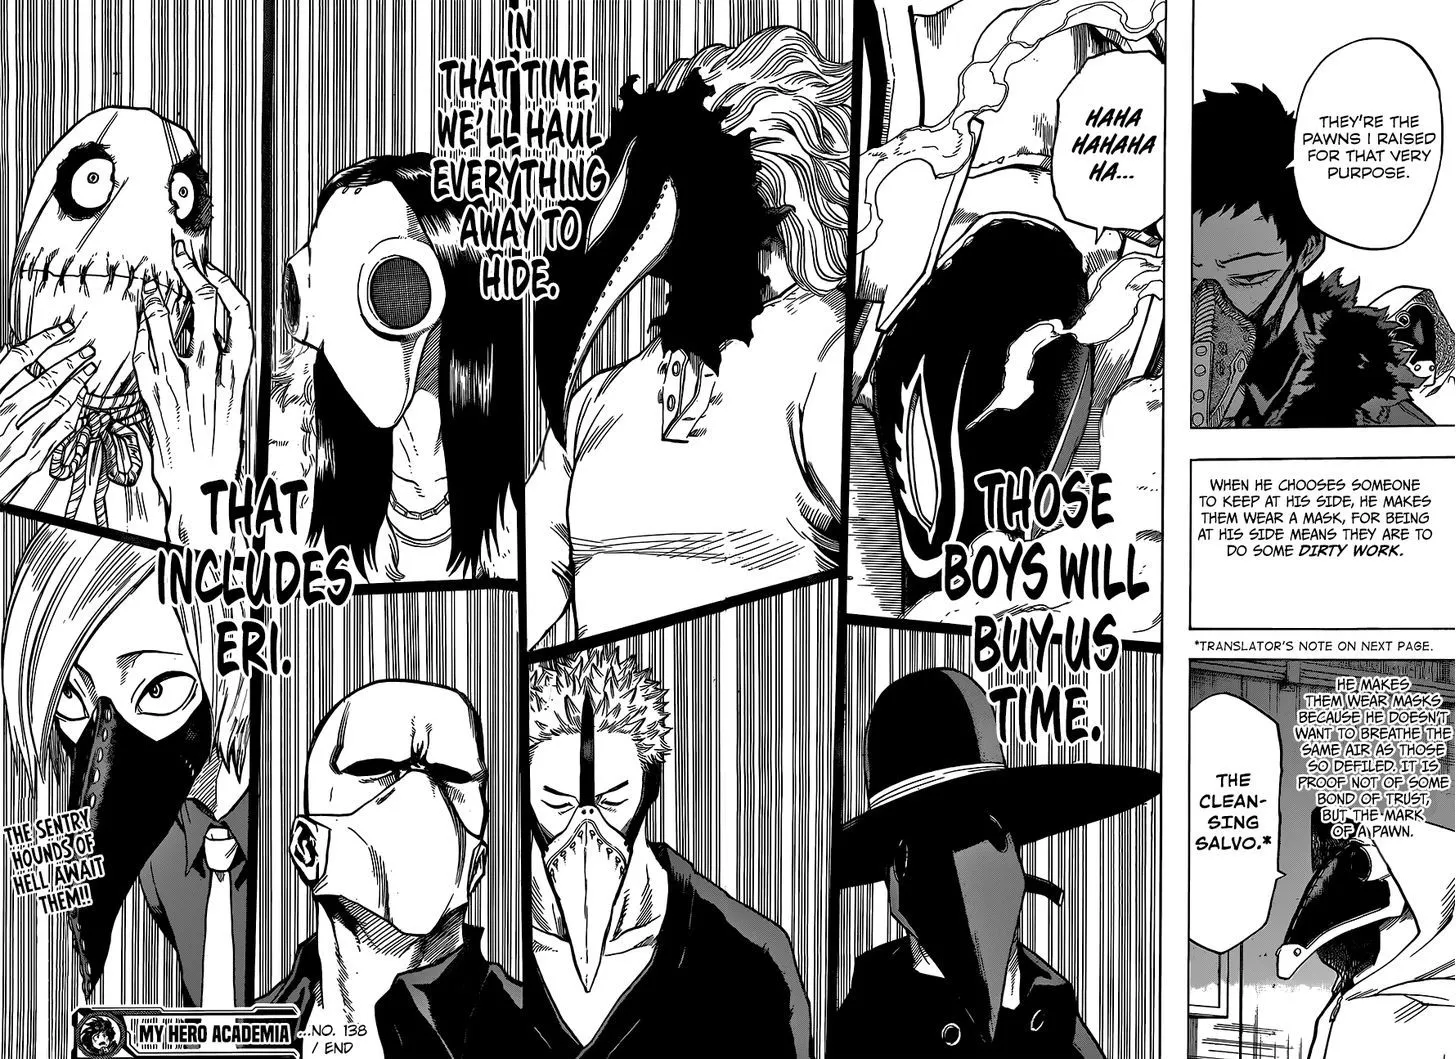 THEY'RE THE
PAWNS I RAISED
FOR THAT VERY
PURPOSE.
WHEN HE CHOOSES SOMEONE
TO KEEP AT HIS SIDE, HE MAKES
THEM WEAR A MASK, FOR BEING
AT HIS SIDE MEANS THEY ARE TO
DO SOME DIRTY WORK.
*TRANSLATOR'S NOTE ON NEXT PAGE.
HE MAKES
THEM WEAR MASKS
BECAUSE HE DOESN'T
WANT TO BREATHE THE
SAME AIR AS THOSE
SO DEFILED. IT IS
PROOF NOT OF SOME
BOND OF TRUST,
BUT THE MARK
OF A PAWN.
THE
CLEAN-
SING
SALVO.*
HAHA
HAHAHA
HA...
THOSE
BOYS WILL
BUY US
TIME.
IN
THAT TIME,
WE'LL HAUL
EVERYTHING
AWAY TO
HIDE.
THAT
INCLUDES
ERI.
THE SENTRY
HOUNDS OF
HELL AWAIT
THEM!!
MY HERO ACADEMIA
...NO. 138
/ END